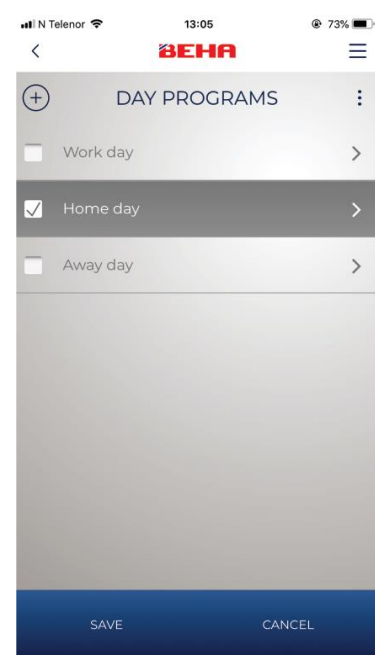 N Telenor 13:05 73%
BEHA
DAY PROGRAMS
Work day
Home day
Away day
SAVE CANCEL